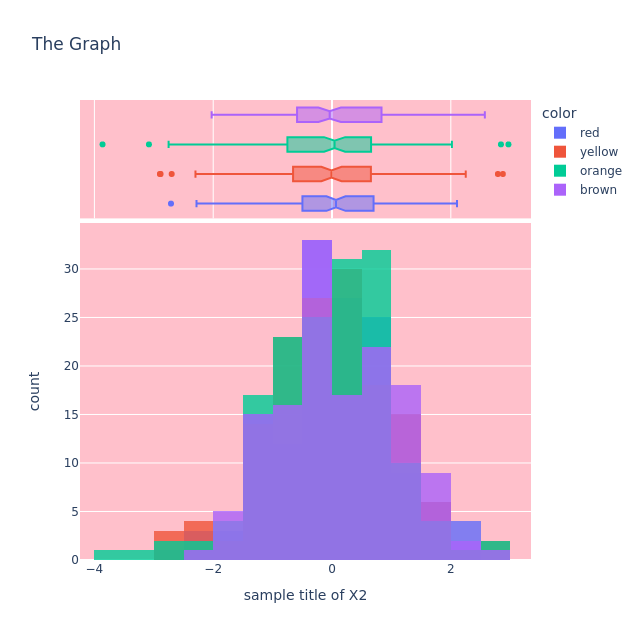 The Graph
color
red
yellow
orange
brown
30
25
20
15
10
5
0
count
−4
−2
0
2
sample title of X2